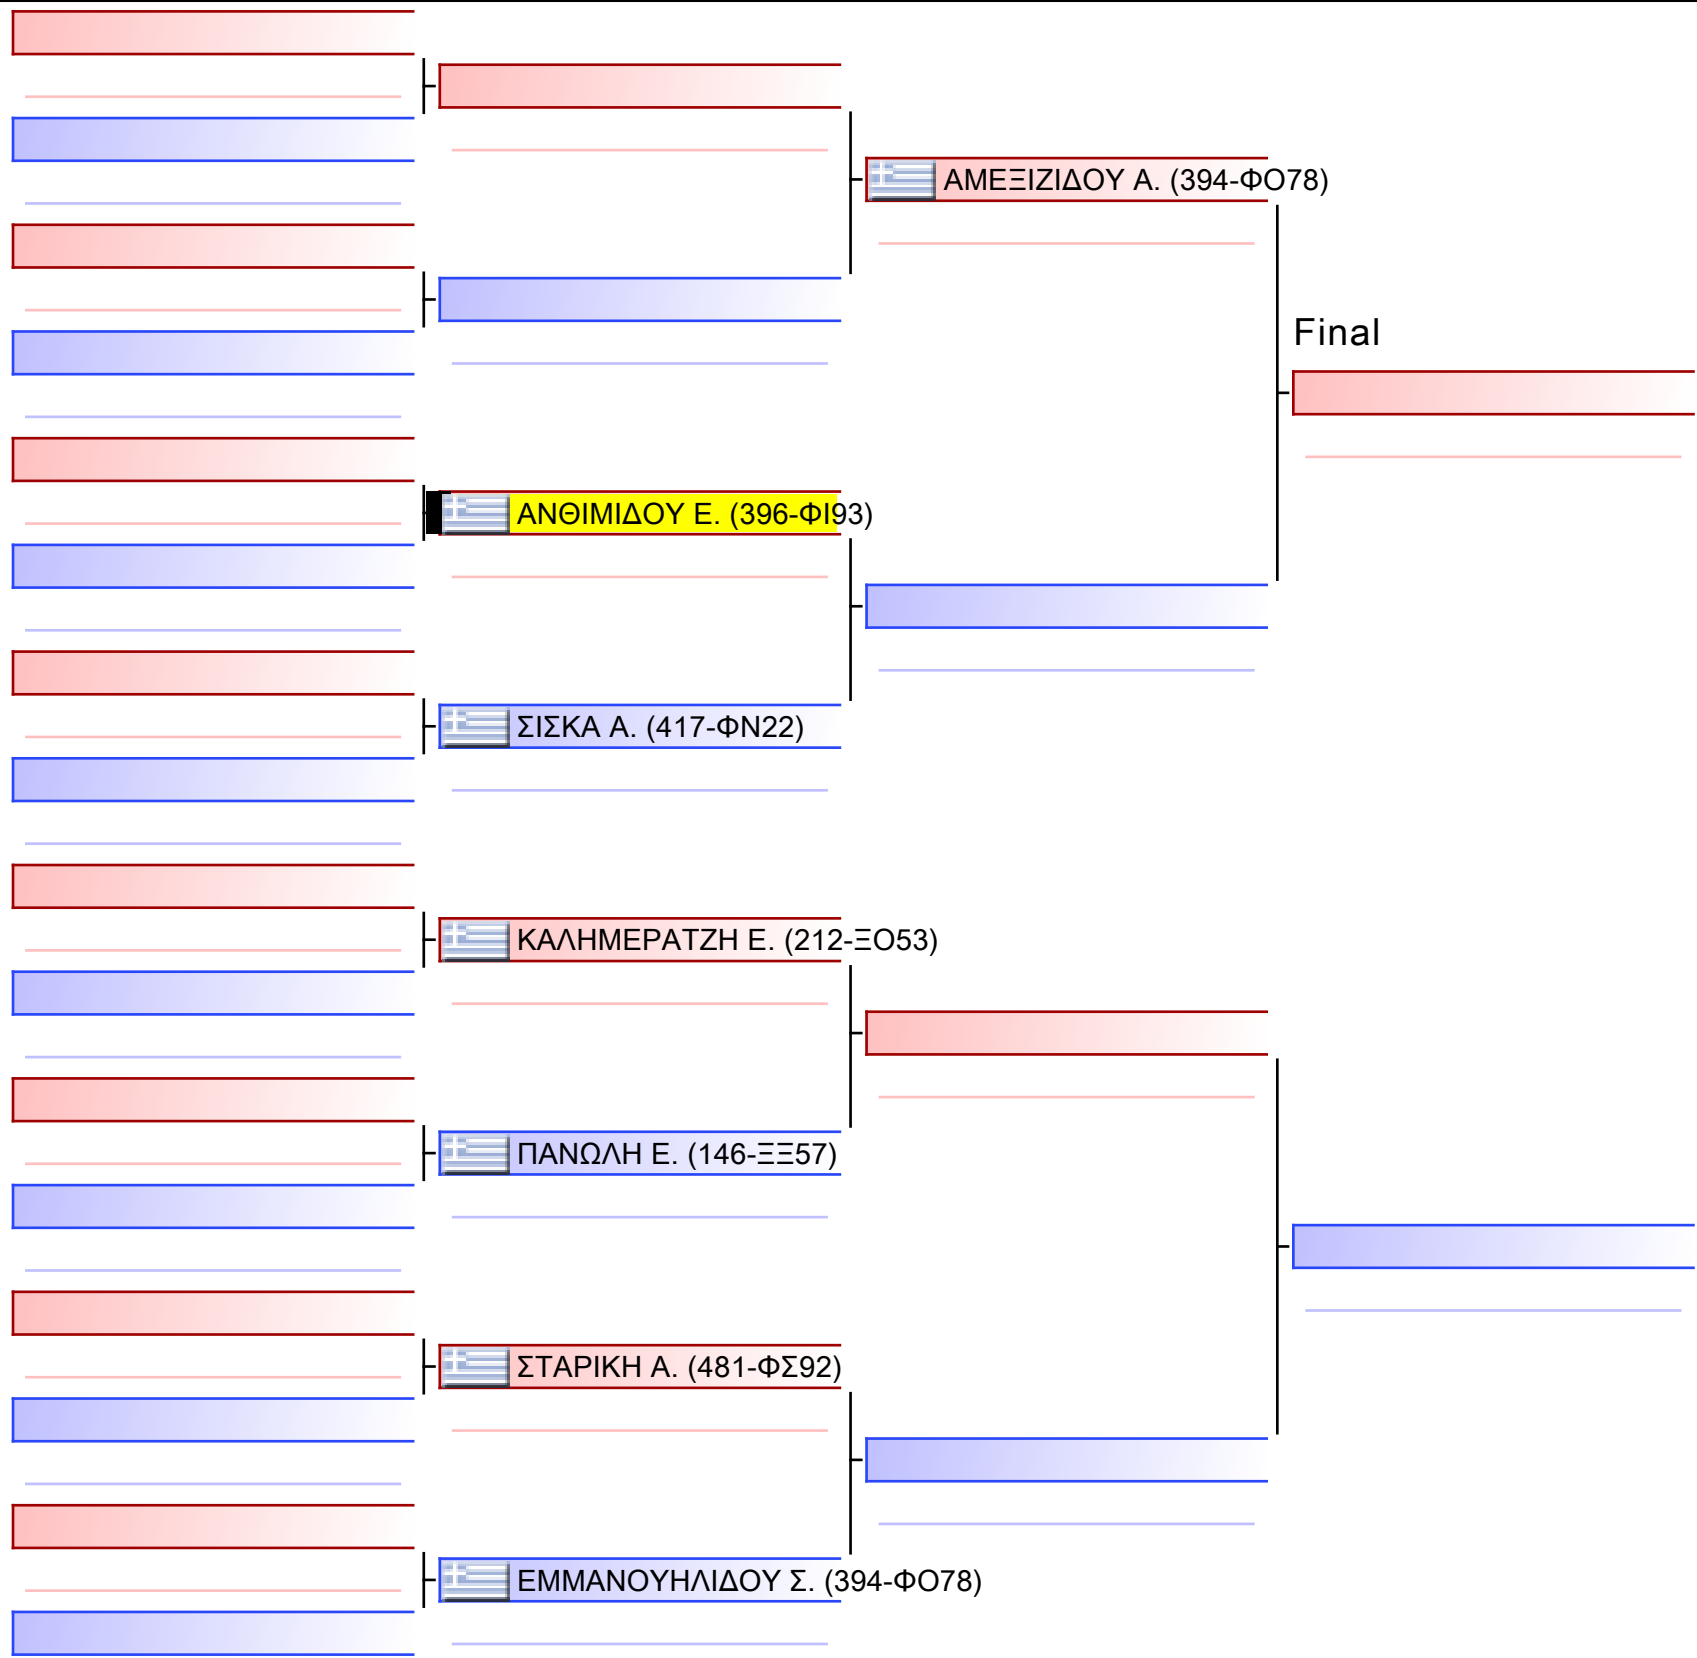 ΑΜΕΞΙΖΙΔΟΥ Α. (394-ΦΟ78)
Final
ΑΝΘΙΜΙΔΟΥ Ε. (396-ΦΙ93)
ΣΙΣΚΑ Α. (417-ΦΝ22)
ΚΑΛΗΜΕΡΑΤΖΗ Ε. (212-ΞΟ53)
ΠΑΝΩΛΗ Ε. (146-ΞΞ57)
ΣΤΑΡΙΚΗ Α. (481-ΦΣ92)
ΕΜΜΑΝΟΥΗΛΙΔΟΥ Σ. (394-ΦΟ78)